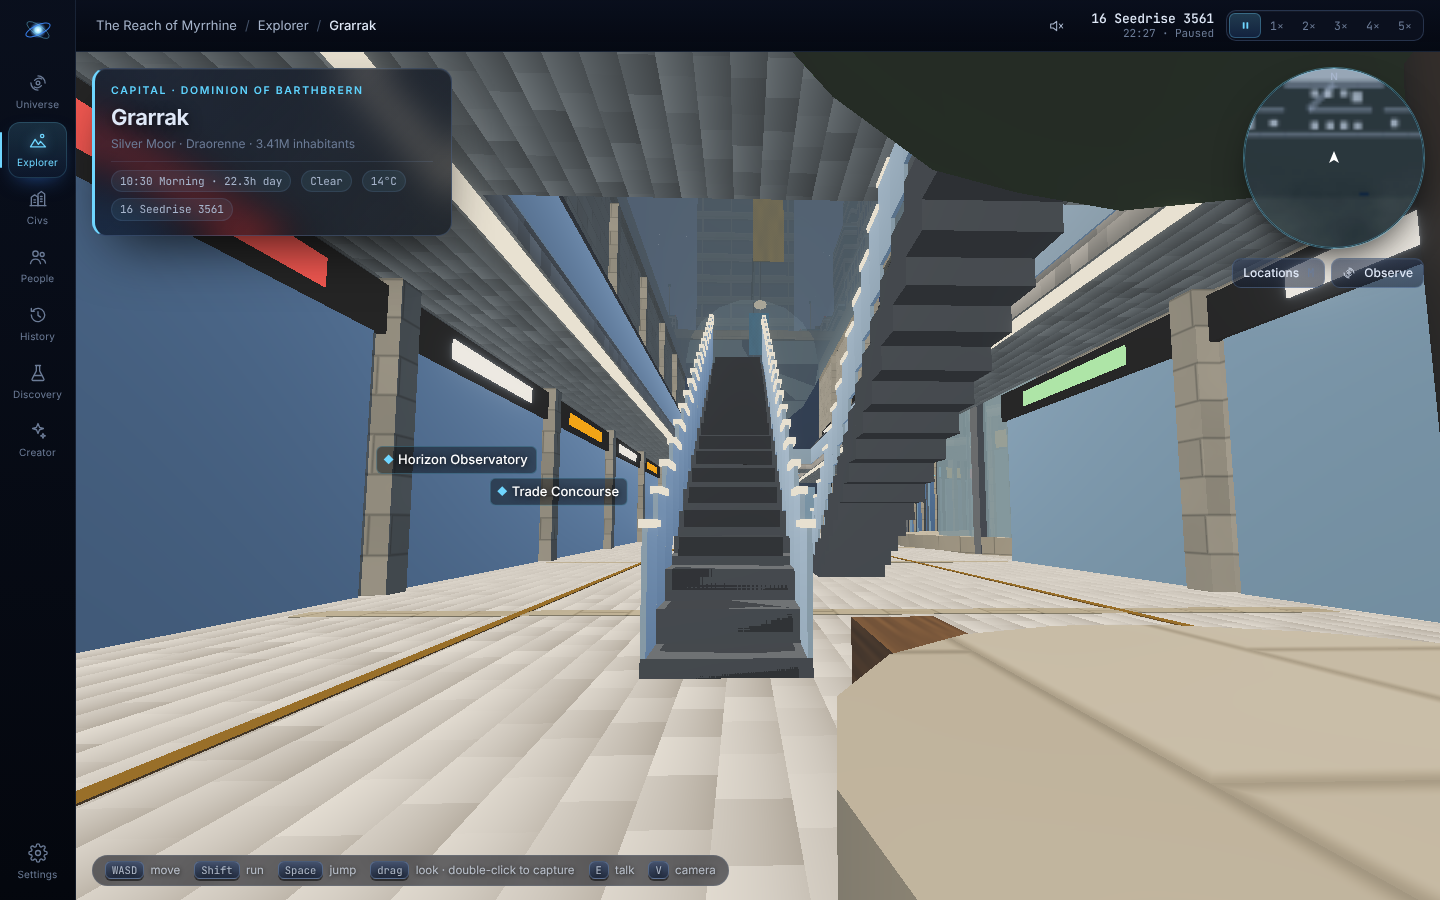 The Reach of Myrrhine / Explorer / Grarrak
16 Seedrise 3561
22:27 · Paused
1×
2×
3×
4×
5×
Universe
Explorer
Civs
People
History
Discovery
Creator
Settings
CAPITAL · DOMINION OF BARTHBRERN
Grarrak
Silver Moor · Draorenne · 3.41M inhabitants
10:30 Morning · 22.3h day
Clear
14°C
16 Seedrise 3561
N
Locations
Observe
Horizon Observatory
Trade Concourse
WASD move Shift run Space jump drag look · double-click to capture E talk V camera